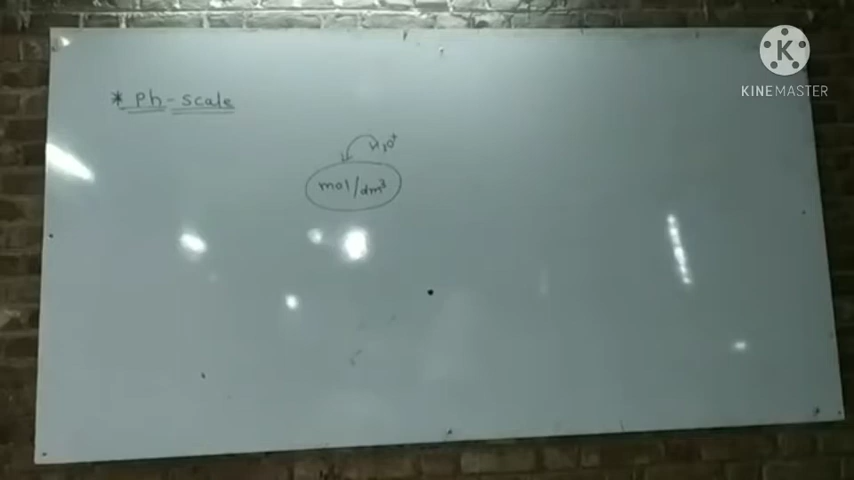 * Ph-scale
H3O+
mol/dm³
K
KINEMASTER